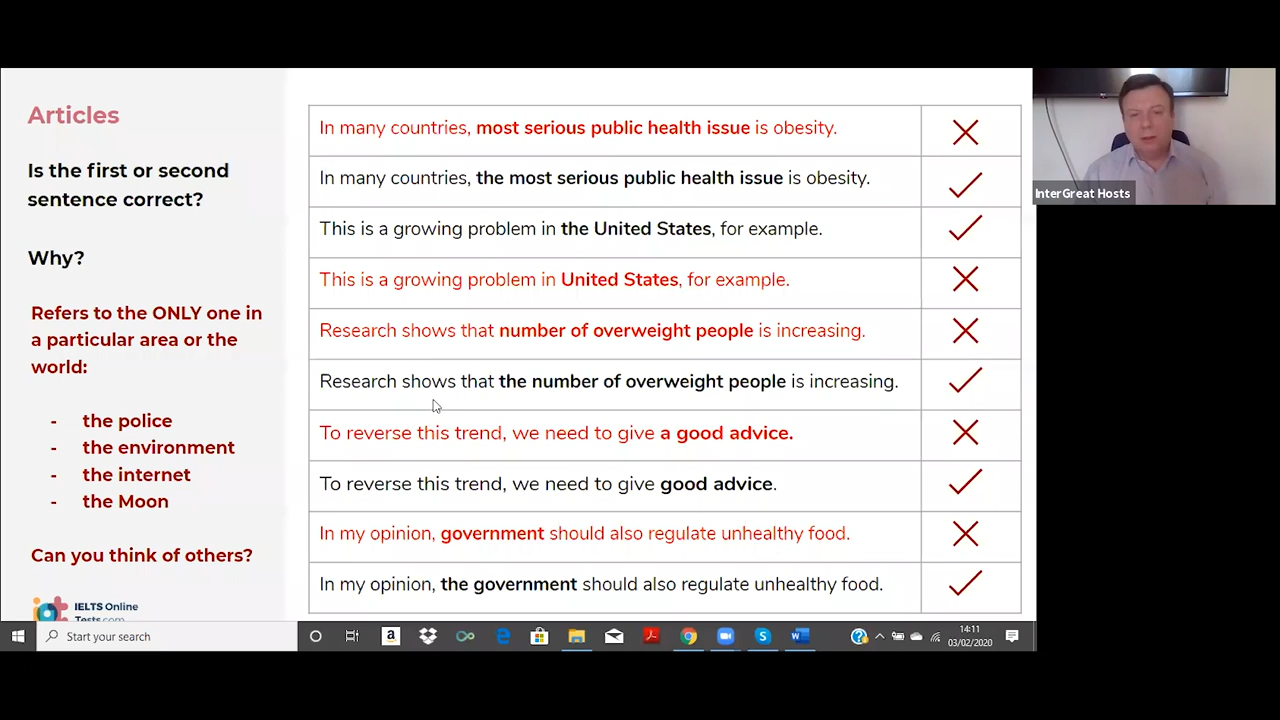 Articles
Is the first or second
sentence correct?
Why?
Refers to the ONLY one in
a particular area or the
world:
- the police
- the environment
- the internet
- the Moon
Can you think of others?
IELTS Online
Tests.com
In many countries, most serious public health issue is obesity.
In many countries, the most serious public health issue is obesity.
This is a growing problem in the United States, for example.
This is a growing problem in United States, for example.
Research shows that number of overweight people is increasing.
Research shows that the number of overweight people is increasing.
To reverse this trend, we need to give a good advice.
To reverse this trend, we need to give good advice.
In my opinion, government should also regulate unhealthy food.
In my opinion, the government should also regulate unhealthy food.
InterGreat Hosts
Start your search
14:11
03/02/2020